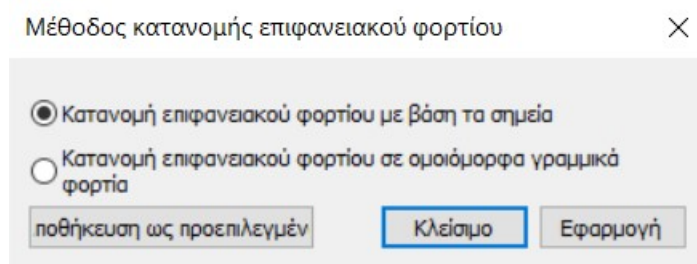 Μέθοδος κατανομής επιφανειακού φορτίου
Κατανομή επιφανειακού φορτίου με βάση τα σημεία
Κατανομή επιφανειακού φορτίου σε ομοιόμορφα γραμμικά
φορτία
ποθήκευση ως προεπιλεγμέν Κλείσιμο Εφαρμογή